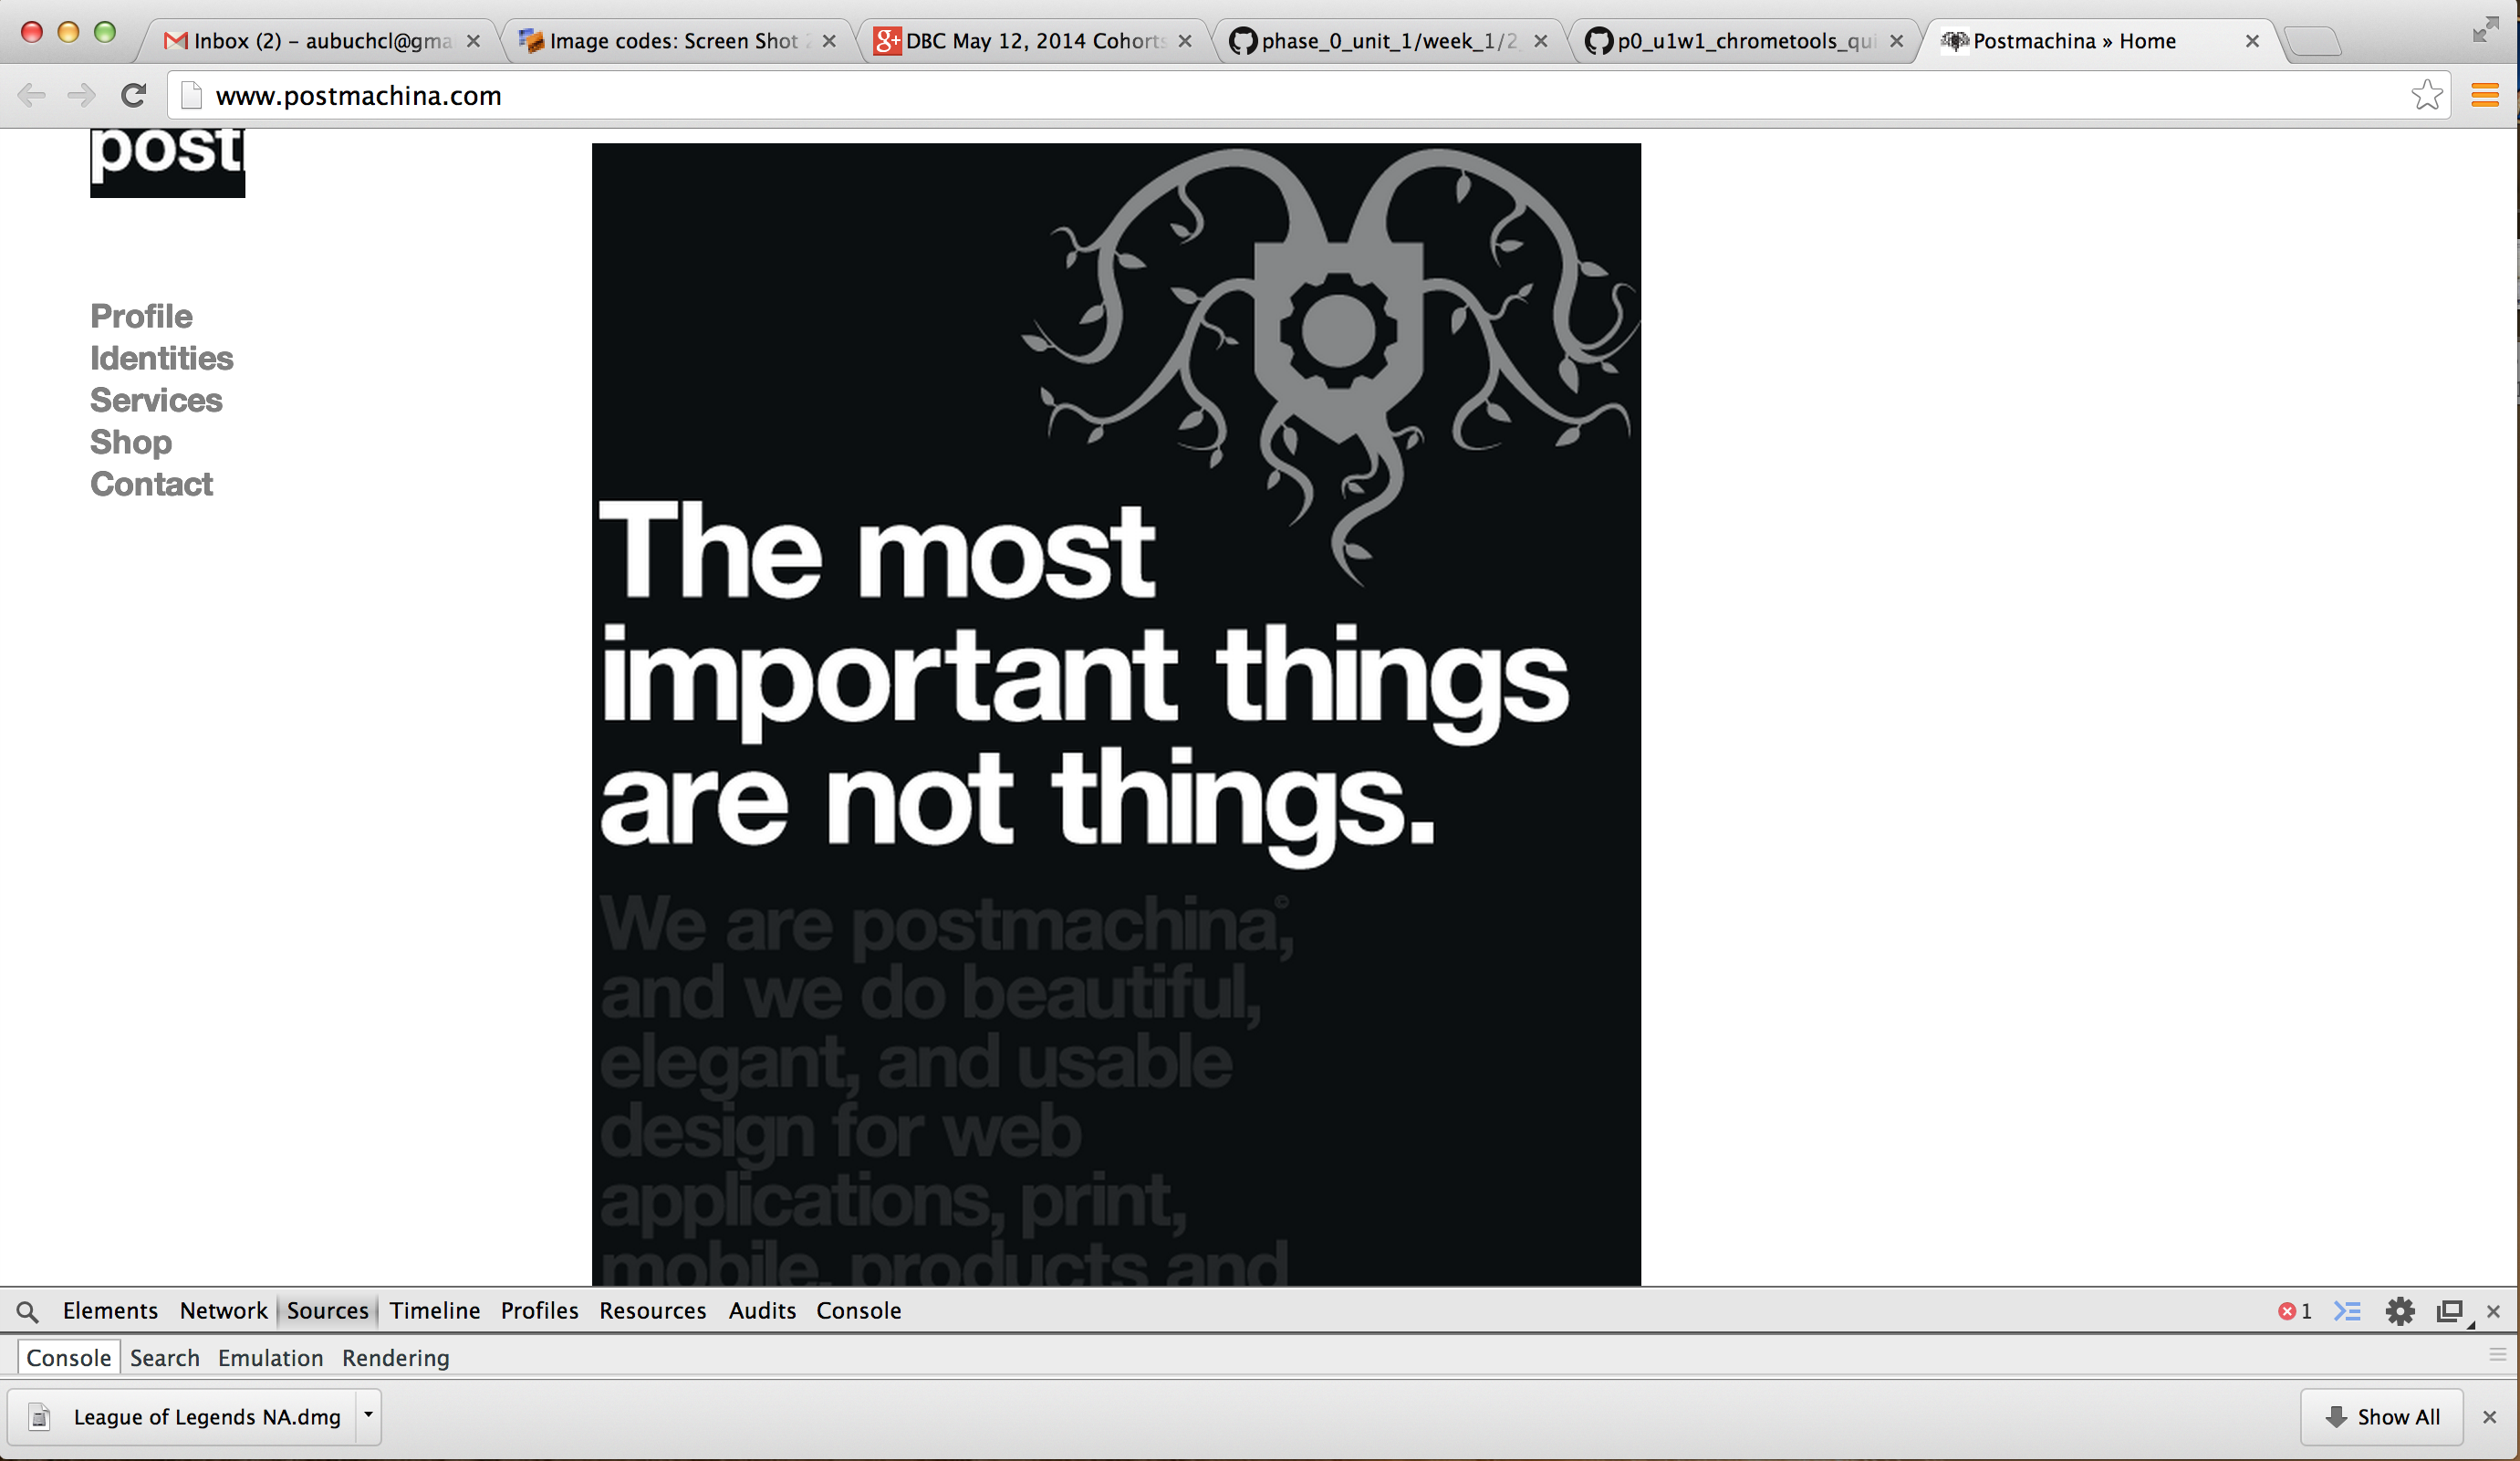 Inbox (2) – aubuchcl@gma
Image codes: Screen Shot 2
DBC May 12, 2014 Cohorts
phase_0_unit_1/week_1/2_
p0_u1w1_chrometools_qui
Postmachina » Home
www.postmachina.com
post
Profile
Identities
Services
Shop
Contact
The most
important things
are not things.
We are postmachina,©
and we do beautiful,
elegant, and usable
design for web
applications, print,
mobile, products and
Elements Network Sources Timeline Profiles Resources Audits Console 1
Console Search Emulation Rendering
League of Legends NA.dmg Show All